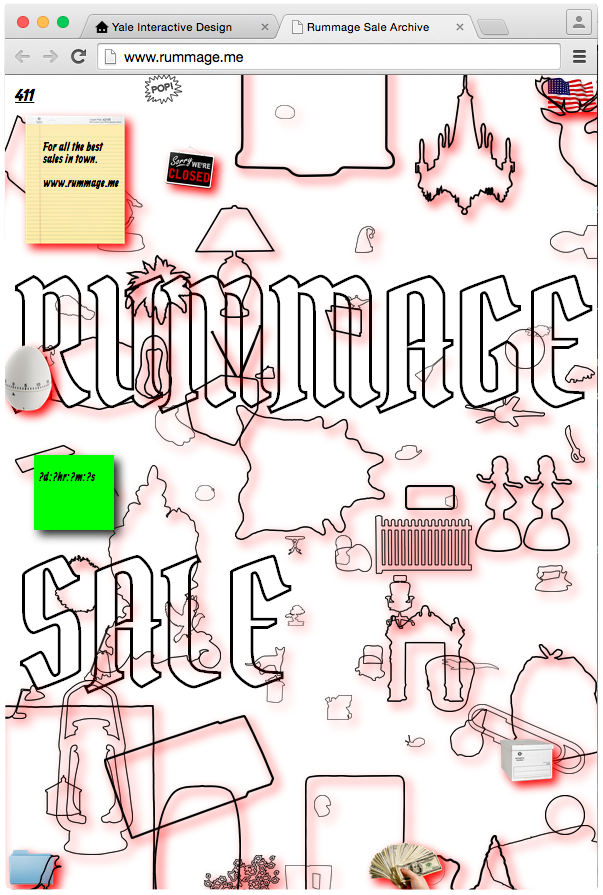 Yale Interactive Design
Rummage Sale Archive
www.rummage.me
411
POP!
For all the best
sales in town.
www.rummage.me
Sorry WE'RE
CLOSED
RUMMAGE
?d:?hr:?m:?s
SALE